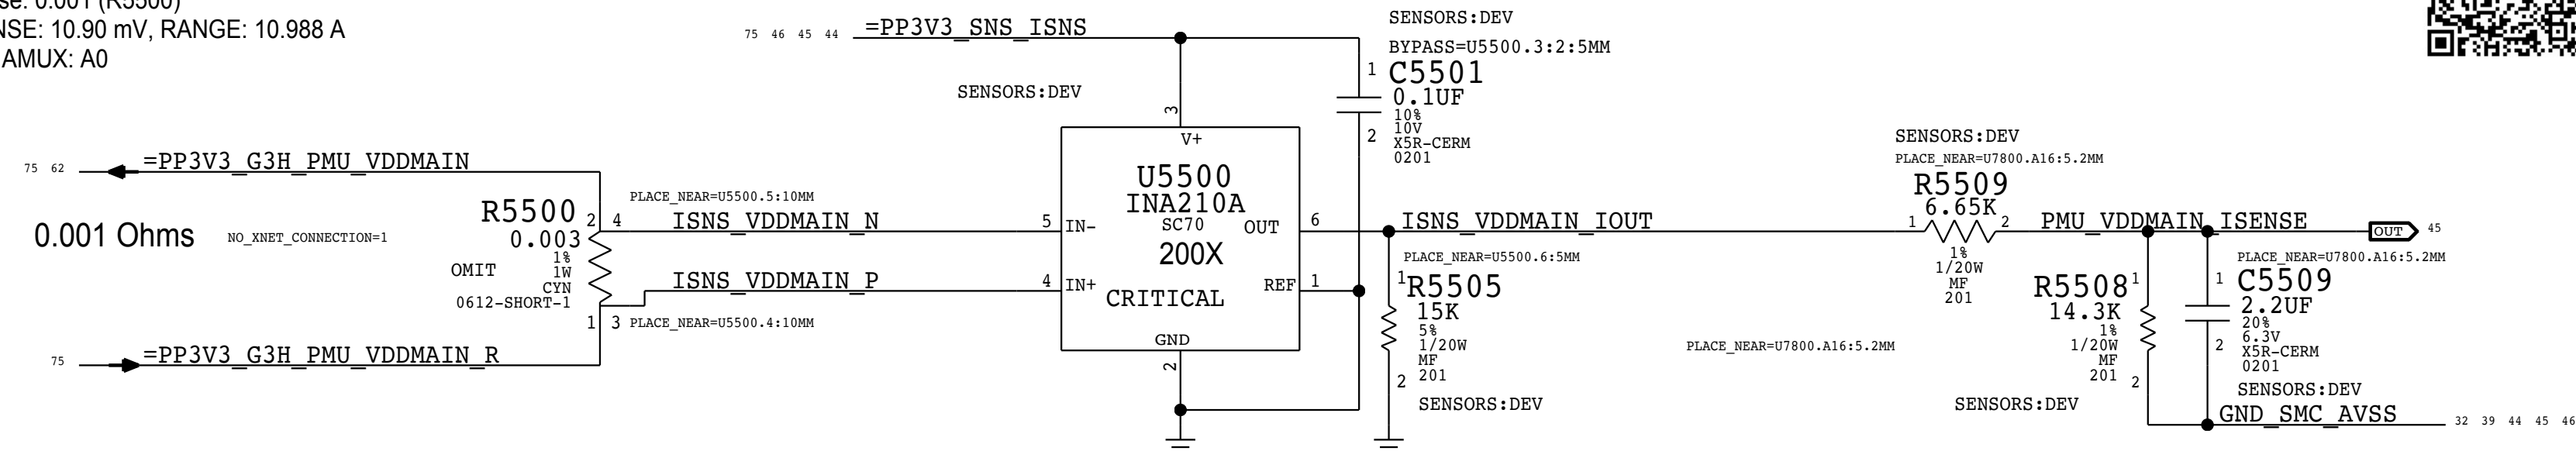 se: 0.001 (R5500)
NSE: 10.90 mV, RANGE: 10.988 A
AMUX: A0
75 46 45 44 =PP3V3_SNS_ISNS
SENSORS:DEV
BYPASS=U5500.3:2:5MM
1 C5501
0.1UF
10%
10V
2 X5R-CERM
0201
SENSORS:DEV
3
V+
U5500
INA210A
SC70
200X
CRITICAL
5 IN-
4 IN+
OUT 6
REF 1
GND
2
75 62 =PP3V3_G3H_PMU_VDDMAIN
0.001 Ohms
NO_XNET_CONNECTION=1
R5500 2 4
0.003
1%
OMIT 1W
CYN
0612-SHORT-1
1 3
PLACE_NEAR=U5500.5:10MM
ISNS_VDDMAIN_N
ISNS_VDDMAIN_P
PLACE_NEAR=U5500.4:10MM
75 =PP3V3_G3H_PMU_VDDMAIN_R
ISNS_VDDMAIN_IOUT
PLACE_NEAR=U5500.6:5MM
1 R5505
15K
5%
1/20W
MF
201
2
SENSORS:DEV
SENSORS:DEV
PLACE_NEAR=U7800.A16:5.2MM
R5509
6.65K
1 2
1%
1/20W
MF
201
PMU_VDDMAIN_ISENSE
OUT 45
PLACE_NEAR=U7800.A16:5.2MM
PLACE_NEAR=U7800.A16:5.2MM
R5508 1
14.3K
1%
1/20W
MF
201 2
SENSORS:DEV
1 C5509
2.2UF
20%
6.3V
2 X5R-CERM
0201
SENSORS:DEV
GND_SMC_AVSS 32 39 44 45 46